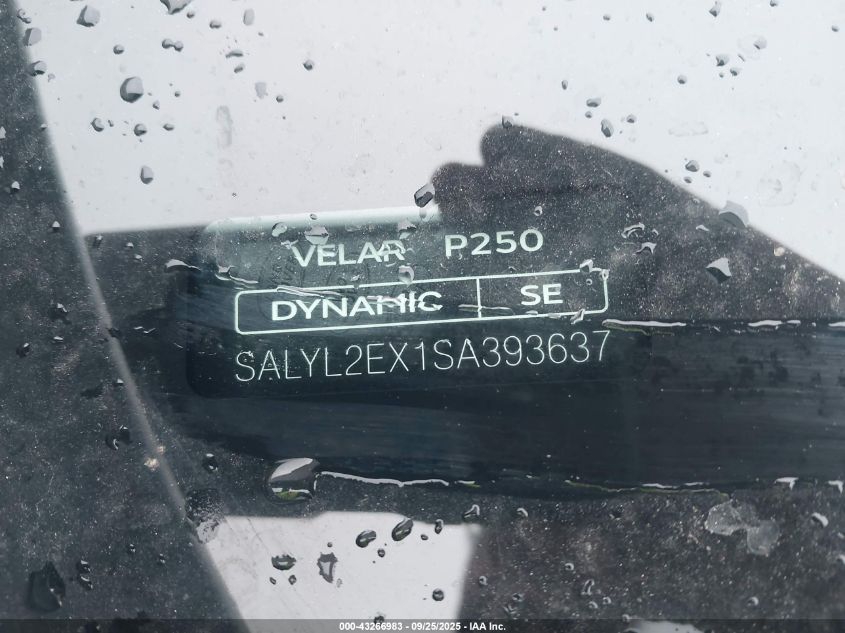 VELAR P250
DYNAMIC SE
SALYL2EX1SA393637
000-43266983 - 09/25/2025 - IAA Inc.